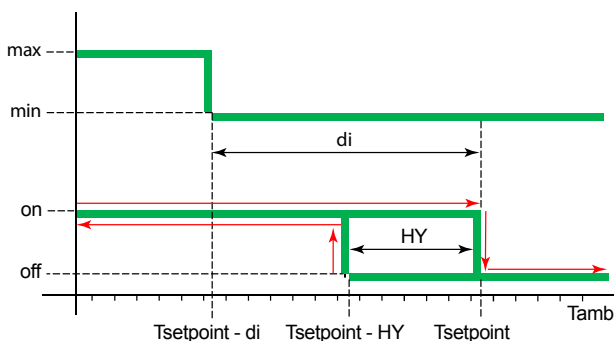 max
min
di
on
HY
off
Tamb
Tsetpoint - di
Tsetpoint - HY
Tsetpoint